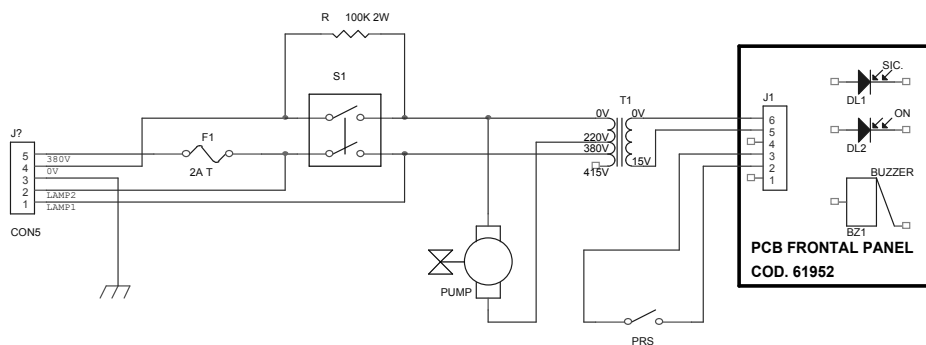 R 100K 2W
S1
J?
5
4
3
2
1
380V
0V
LAMP2
LAMP1
CON5
F1
2A T
PUMP
T1
0V
220V
380V
415V
0V
15V
PRS
J1
6
5
4
3
2
1
SIC.
DL1
ON
DL2
BUZZER
BZ1
PCB FRONTAL PANEL
COD. 61952